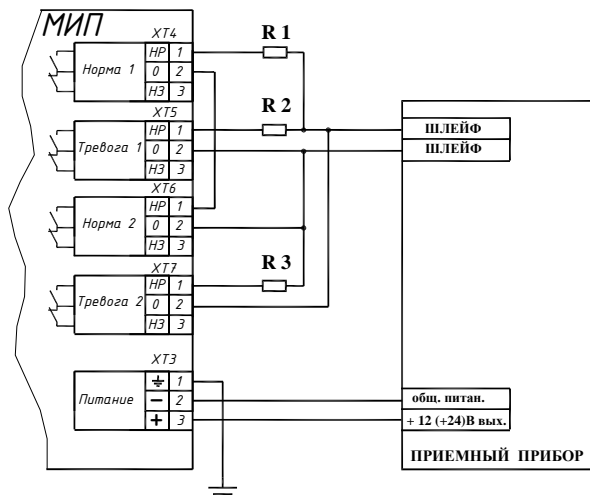 МИП
XT4
Норма 1
НР 1
0 2
НЗ 3
R 1
XT5
Тревога 1
НР 1
0 2
НЗ 3
R 2
ШЛЕЙФ
ШЛЕЙФ
XT6
Норма 2
НР 1
0 2
НЗ 3
XT7
Тревога 2
НР 1
0 2
НЗ 3
R 3
XT3
Питание
1
− 2
+ 3
общ. питан.
+ 12 (+24)В вых.
ПРИЕМНЫЙ ПРИБОР